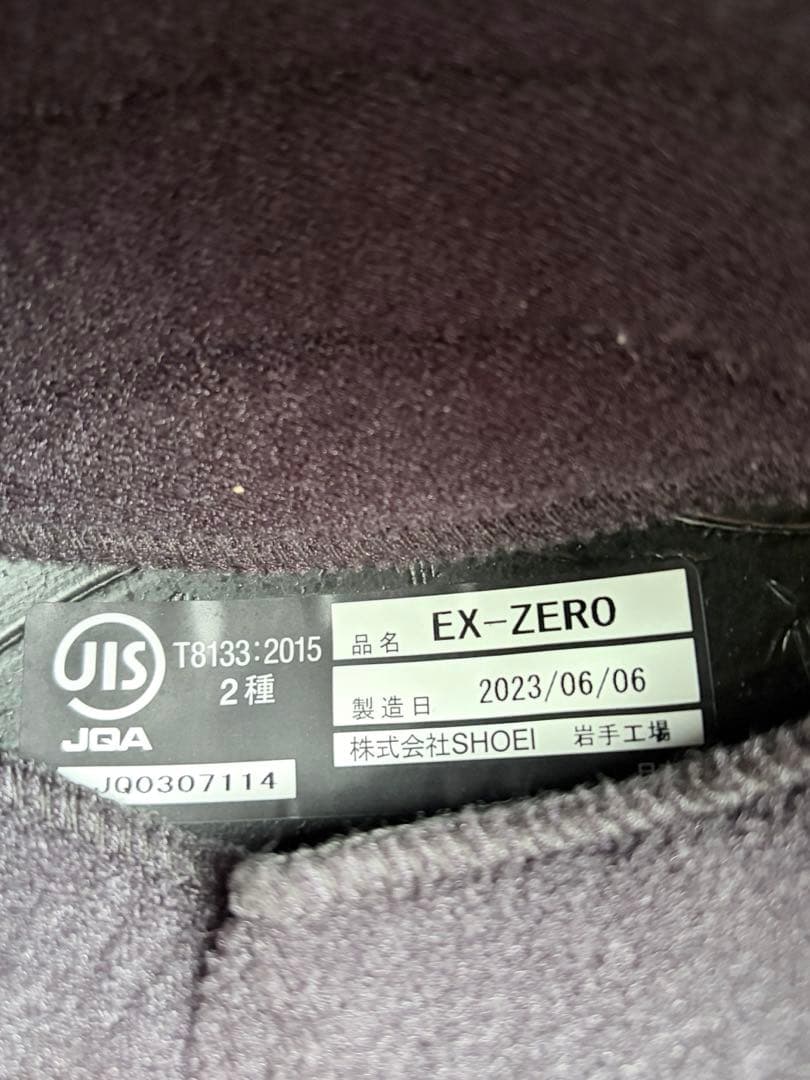 JIS
T8133:2015
2種
JQA
JQ0307114
品名 EX-ZERO
製造日 2023/06/06
株式会社SHOEI 岩手工場